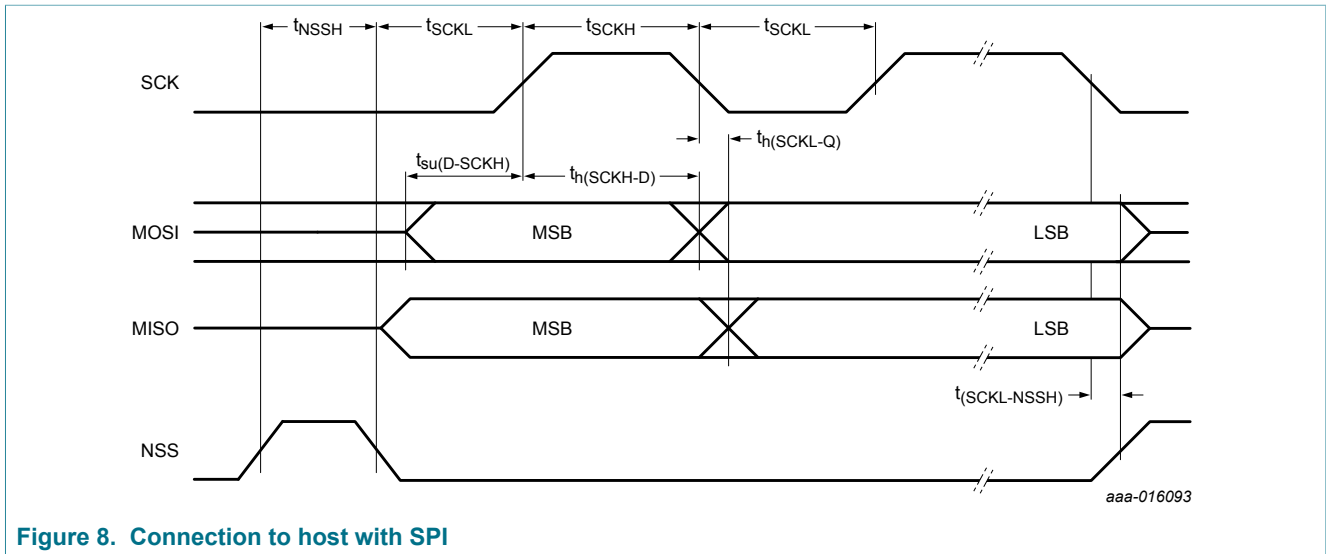 tNSSH tSCKL tSCKH tSCKL
SCK
th(SCKL-Q)
tsu(D-SCKH)
th(SCKH-D)
MOSI MSB LSB
MISO MSB LSB
t(SCKL-NSSH)
NSS
aaa-016093
Figure 8. Connection to host with SPI